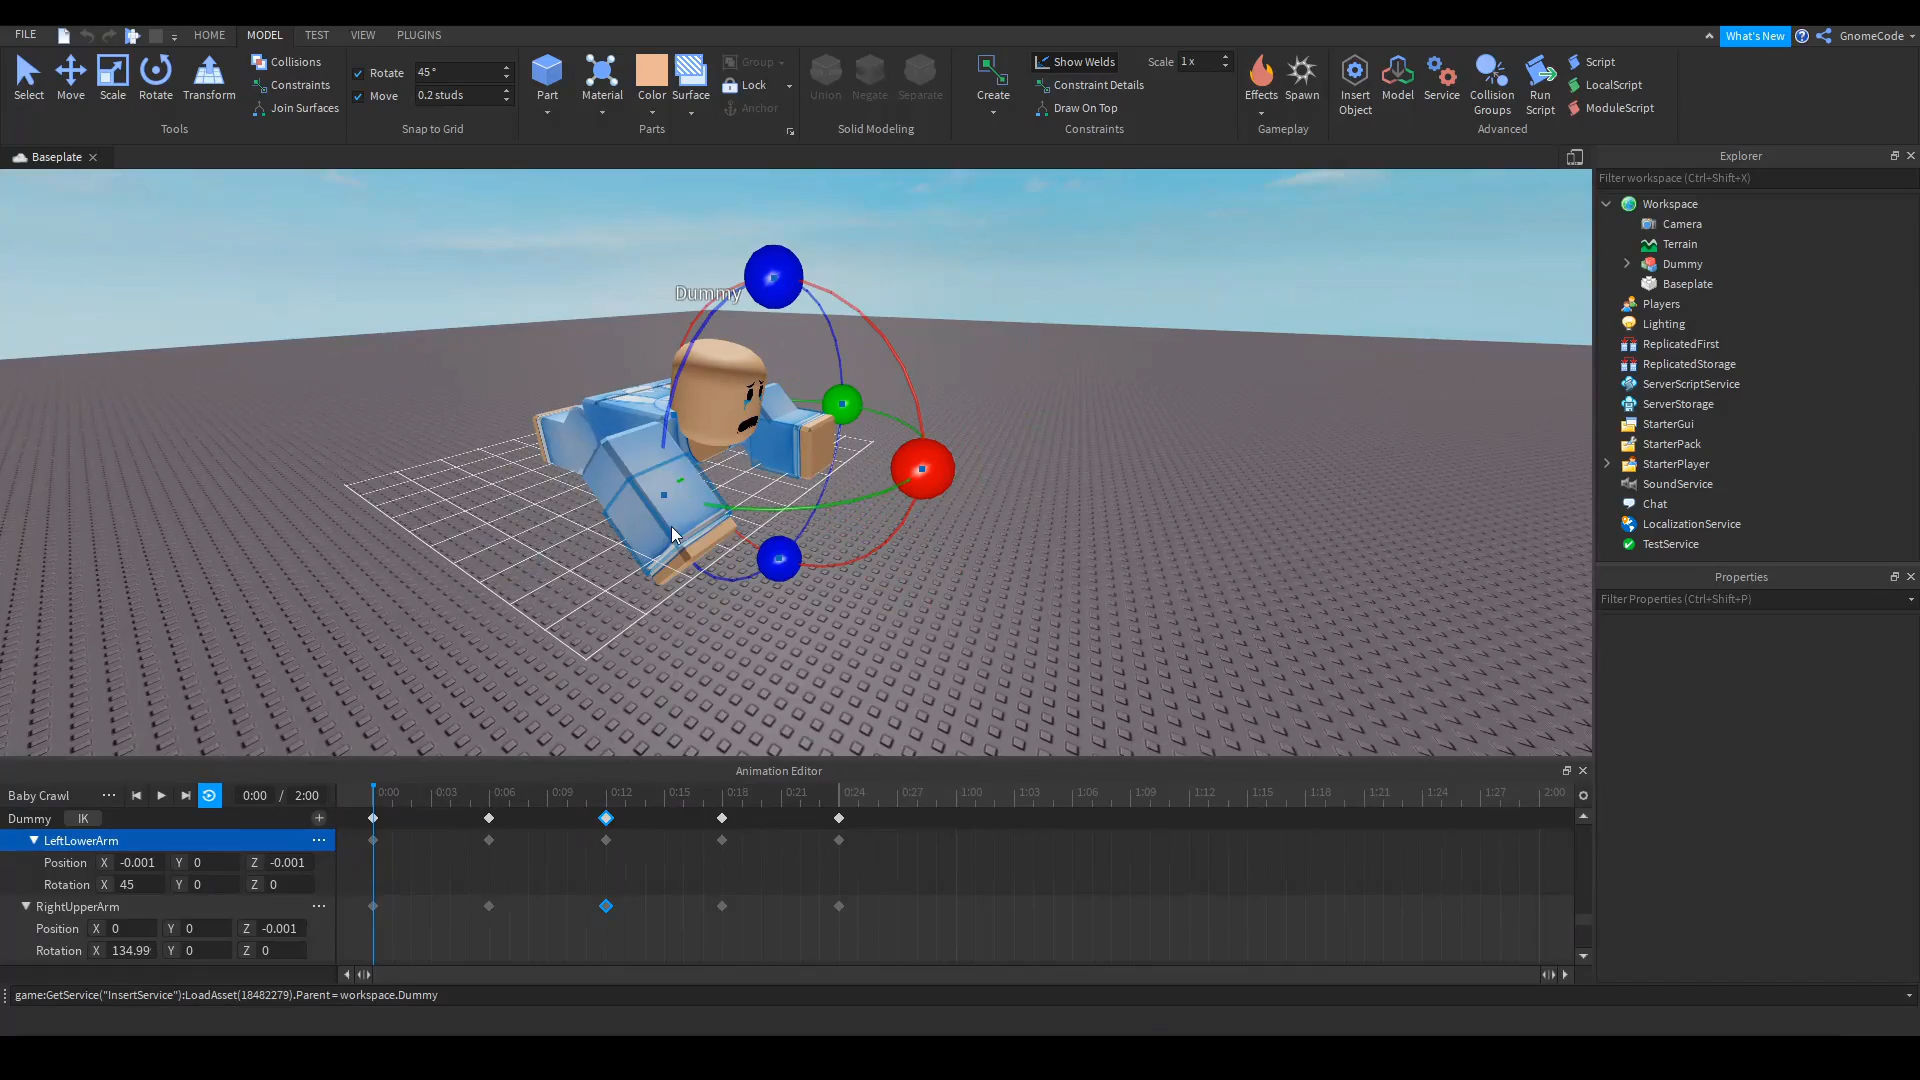 FILE HOME MODEL TEST VIEW PLUGINS What's New GnomeCode
Select Move Scale Rotate Transform
Collisions
Constraints
Join Surfaces
Tools
Rotate 45°
Move 0.2 studs
Snap to Grid
Part Material Color Surface
Group
Lock
Anchor
Parts
Union Negate Separate
Solid Modeling
Create
Show Welds
Constraint Details
Draw On Top
Scale 1 x
Constraints
Effects Spawn
Gameplay
Insert Object
Model
Service
Collision Groups
Run Script
Script
LocalScript
ModuleScript
Advanced
Baseplate
Dummy
Explorer
Filter workspace (Ctrl+Shift+X)
Workspace
Camera
Terrain
Dummy
Baseplate
Players
Lighting
ReplicatedFirst
ReplicatedStorage
ServerScriptService
ServerStorage
StarterGui
StarterPack
StarterPlayer
SoundService
Chat
LocalizationService
TestService
Properties
Filter Properties (Ctrl+Shift+P)
Animation Editor
Baby Crawl 0:00 / 2:00
0:00 0:03 0:06 0:09 0:12 0:15 0:18 0:21 0:24 0:27 1:00 1:03 1:06 1:09 1:12 1:15 1:18 1:21 1:24 1:27 2:00
Dummy IK
LeftLowerArm
Position X -0.001 Y 0 Z -0.001
Rotation X 45 Y 0 Z 0
RightUpperArm
Position X 0 Y 0 Z -0.001
Rotation X 134.99 Y 0 Z 0
game:GetService("InsertService"):LoadAsset(18482279).Parent = workspace.Dummy